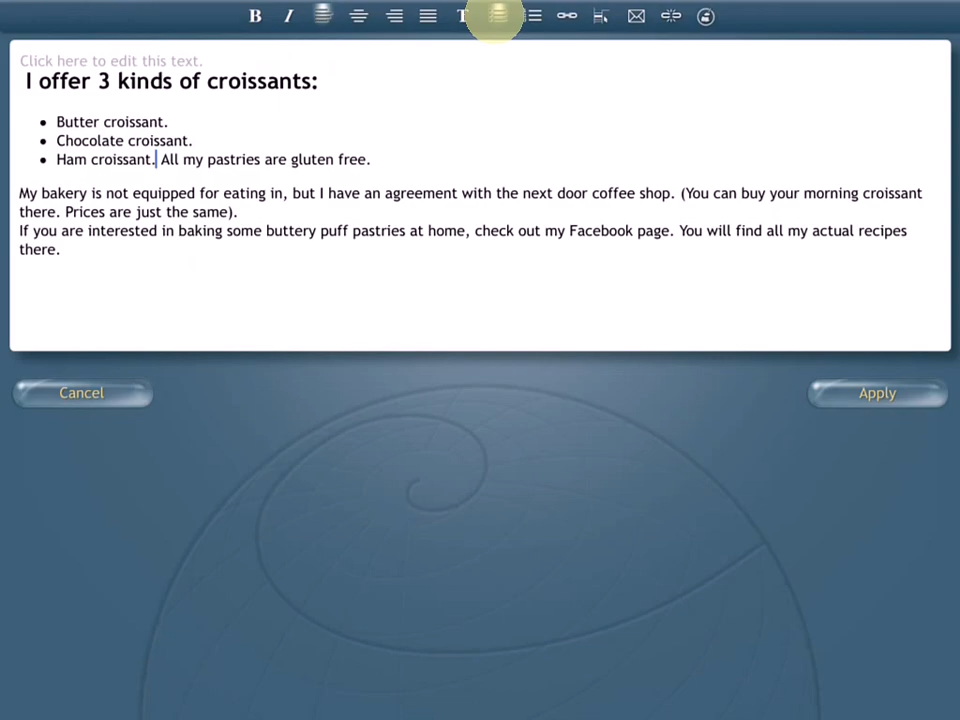 B I T
Click here to edit this text.
I offer 3 kinds of croissants:
• Butter croissant.
• Chocolate croissant.
• Ham croissant. All my pastries are gluten free.
My bakery is not equipped for eating in, but I have an agreement with the next door coffee shop. (You can buy your morning croissant
there. Prices are just the same).
If you are interested in baking some buttery puff pastries at home, check out my Facebook page. You will find all my actual recipes
there.
Cancel
Apply